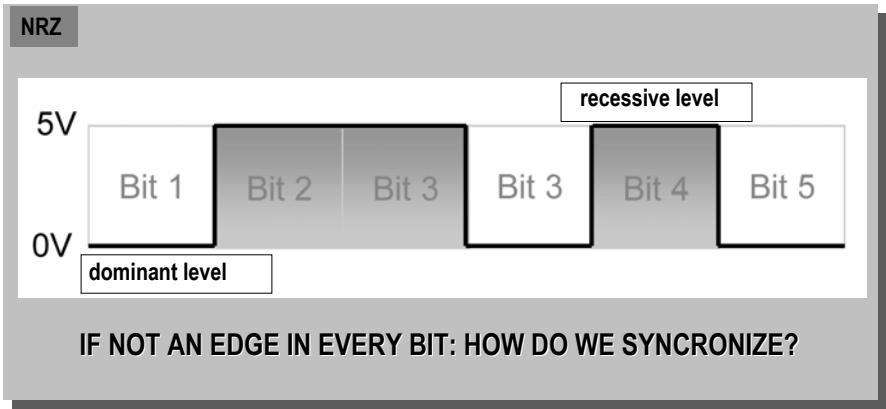 NRZ
recessive level
5V
Bit 1 Bit 2 Bit 3 Bit 3 Bit 4 Bit 5
0V
dominant level
IF NOT AN EDGE IN EVERY BIT: HOW DO WE SYNCRONIZE?